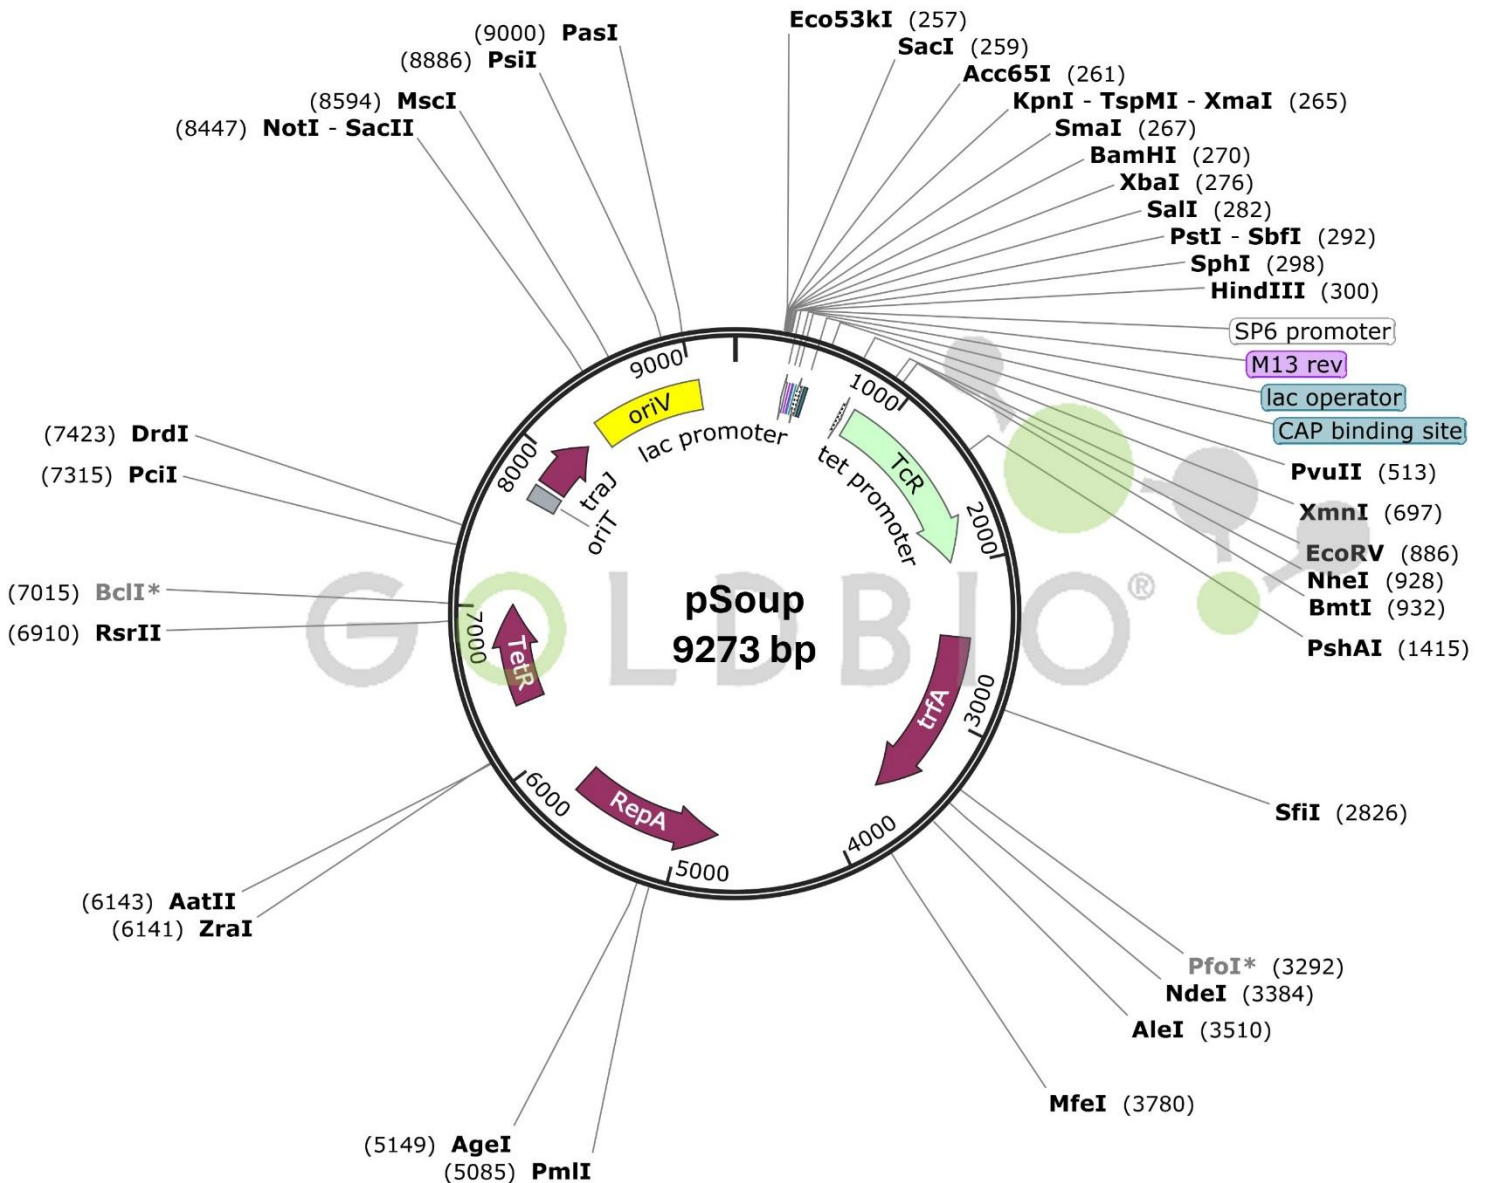 (9000) PasI
(8886) PsiI
(8594) MscI
(8447) NotI - SacII
Eco53kI (257)
SacI (259)
Acc65I (261)
KpnI - TspMI - XmaI (265)
SmaI (267)
BamHI (270)
XbaI (276)
SalI (282)
PstI - SbfI (292)
SphI (298)
HindIII (300)
SP6 promoter
M13 rev
lac operator
CAP binding site
PvuII (513)
XmnI (697)
EcoRV (886)
NheI (928)
BmtI (932)
PshAI (1415)
SfiI (2826)
PfoI* (3292)
NdeI (3384)
AleI (3510)
MfeI (3780)
(7423) DrdI
(7315) PciI
(7015) BclI*
(6910) RsrII
(6143) AatII
(6141) ZraI
(5149) AgeI
(5085) PmlI
9000
1000
2000
3000
4000
5000
6000
7000
8000
oriV
lac promoter
tet promoter
TcR
traJ
oriT
trfA
RepA
TetR
pSoup
9273 bp
GOLDBIO®